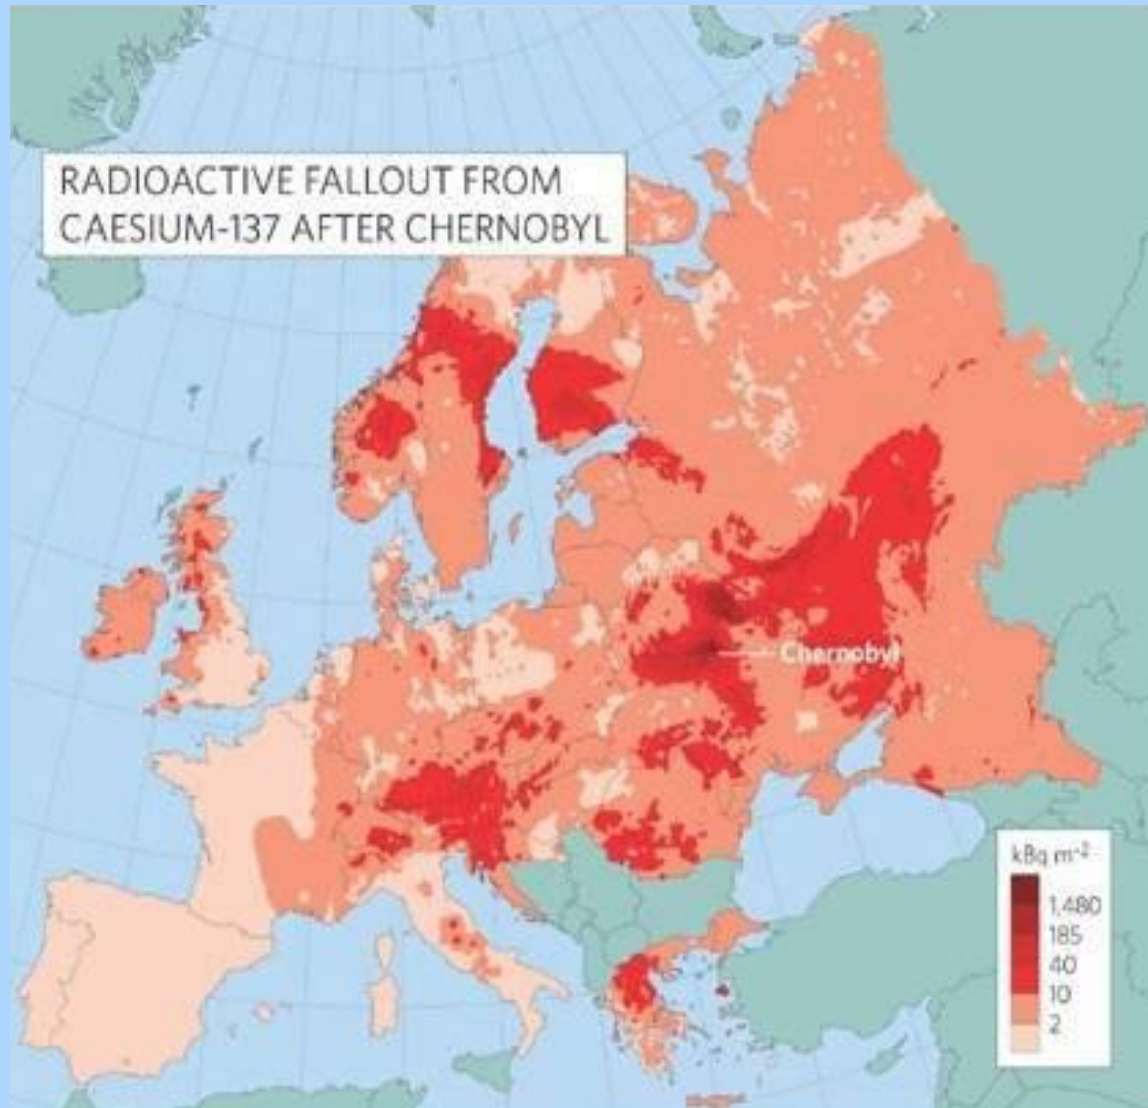 RADIOACTIVE FALLOUT FROM
CAESIUM-137 AFTER CHERNOBYL
Chernobyl
kBq m⁻²
1,480
185
40
10
2